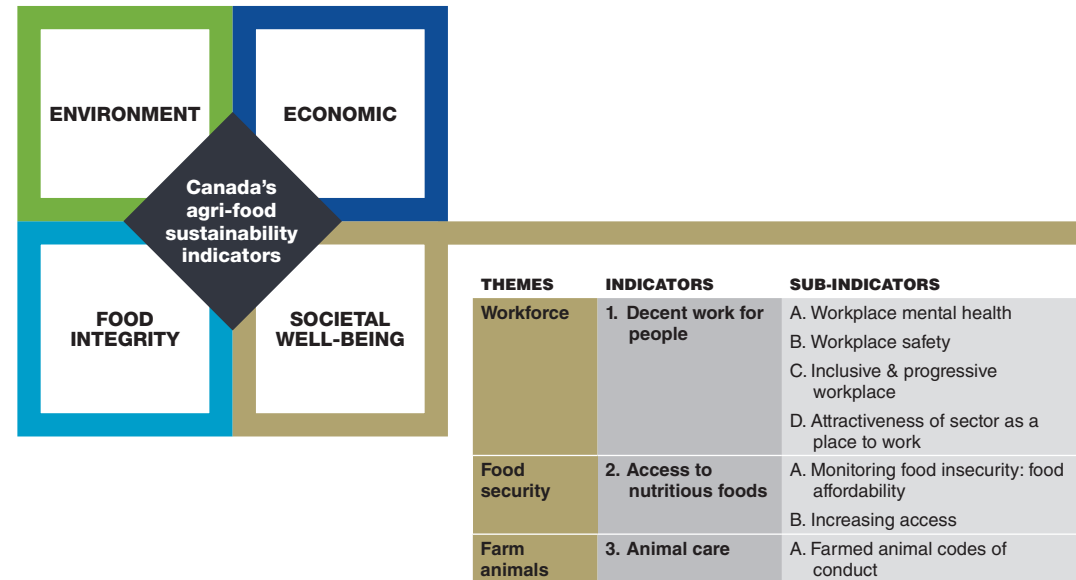 ENVIRONMENT
ECONOMIC
Canada's
agri-food
sustainability
indicators
FOOD
INTEGRITY
SOCIETAL
WELL-BEING
THEMES INDICATORS SUB-INDICATORS
Workforce 1. Decent work for A. Workplace mental health
people
B. Workplace safety
C. Inclusive & progressive
workplace
D. Attractiveness of sector as a
place to work
Food 2. Access to A. Monitoring food insecurity: food
security nutritious foods affordability
B. Increasing access
Farm 3. Animal care A. Farmed animal codes of
animals conduct